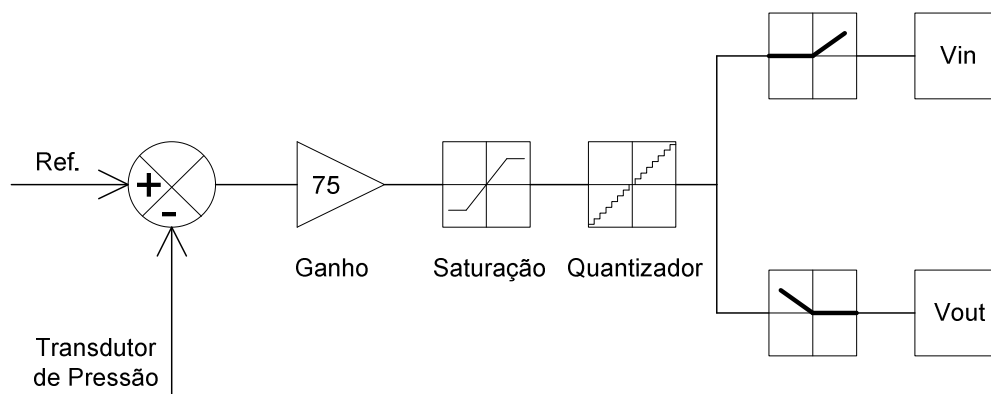 Vin
Ref.
+
75
-
Ganho
Saturação
Quantizador
Vout
Transdutor
de Pressão